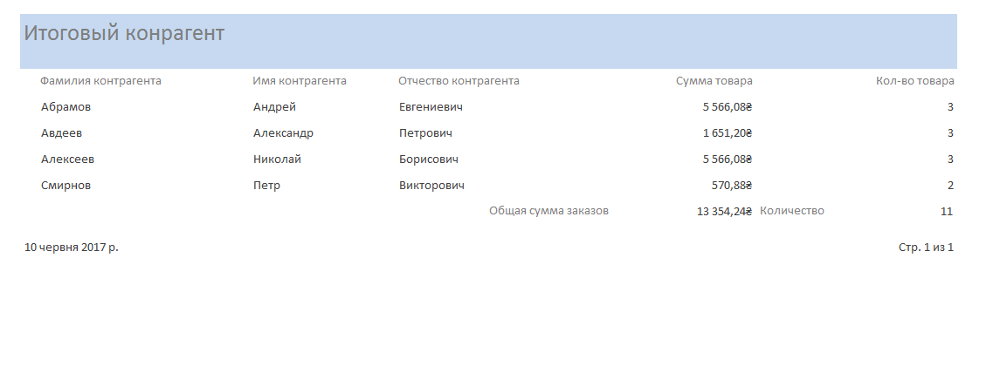 Итоговый конрагент
Фамилия контрагента Имя контрагента Отчество контрагента Сумма товара Кол-во товара
Абрамов Андрей Евгениевич 5 566,08₴ 3
Авдеев Александр Петрович 1 651,20₴ 3
Алексеев Николай Борисович 5 566,08₴ 3
Смирнов Петр Викторович 570,88₴ 2
Общая сумма заказов 13 354,24₴ Количество 11
10 червня 2017 р. Стр. 1 из 1